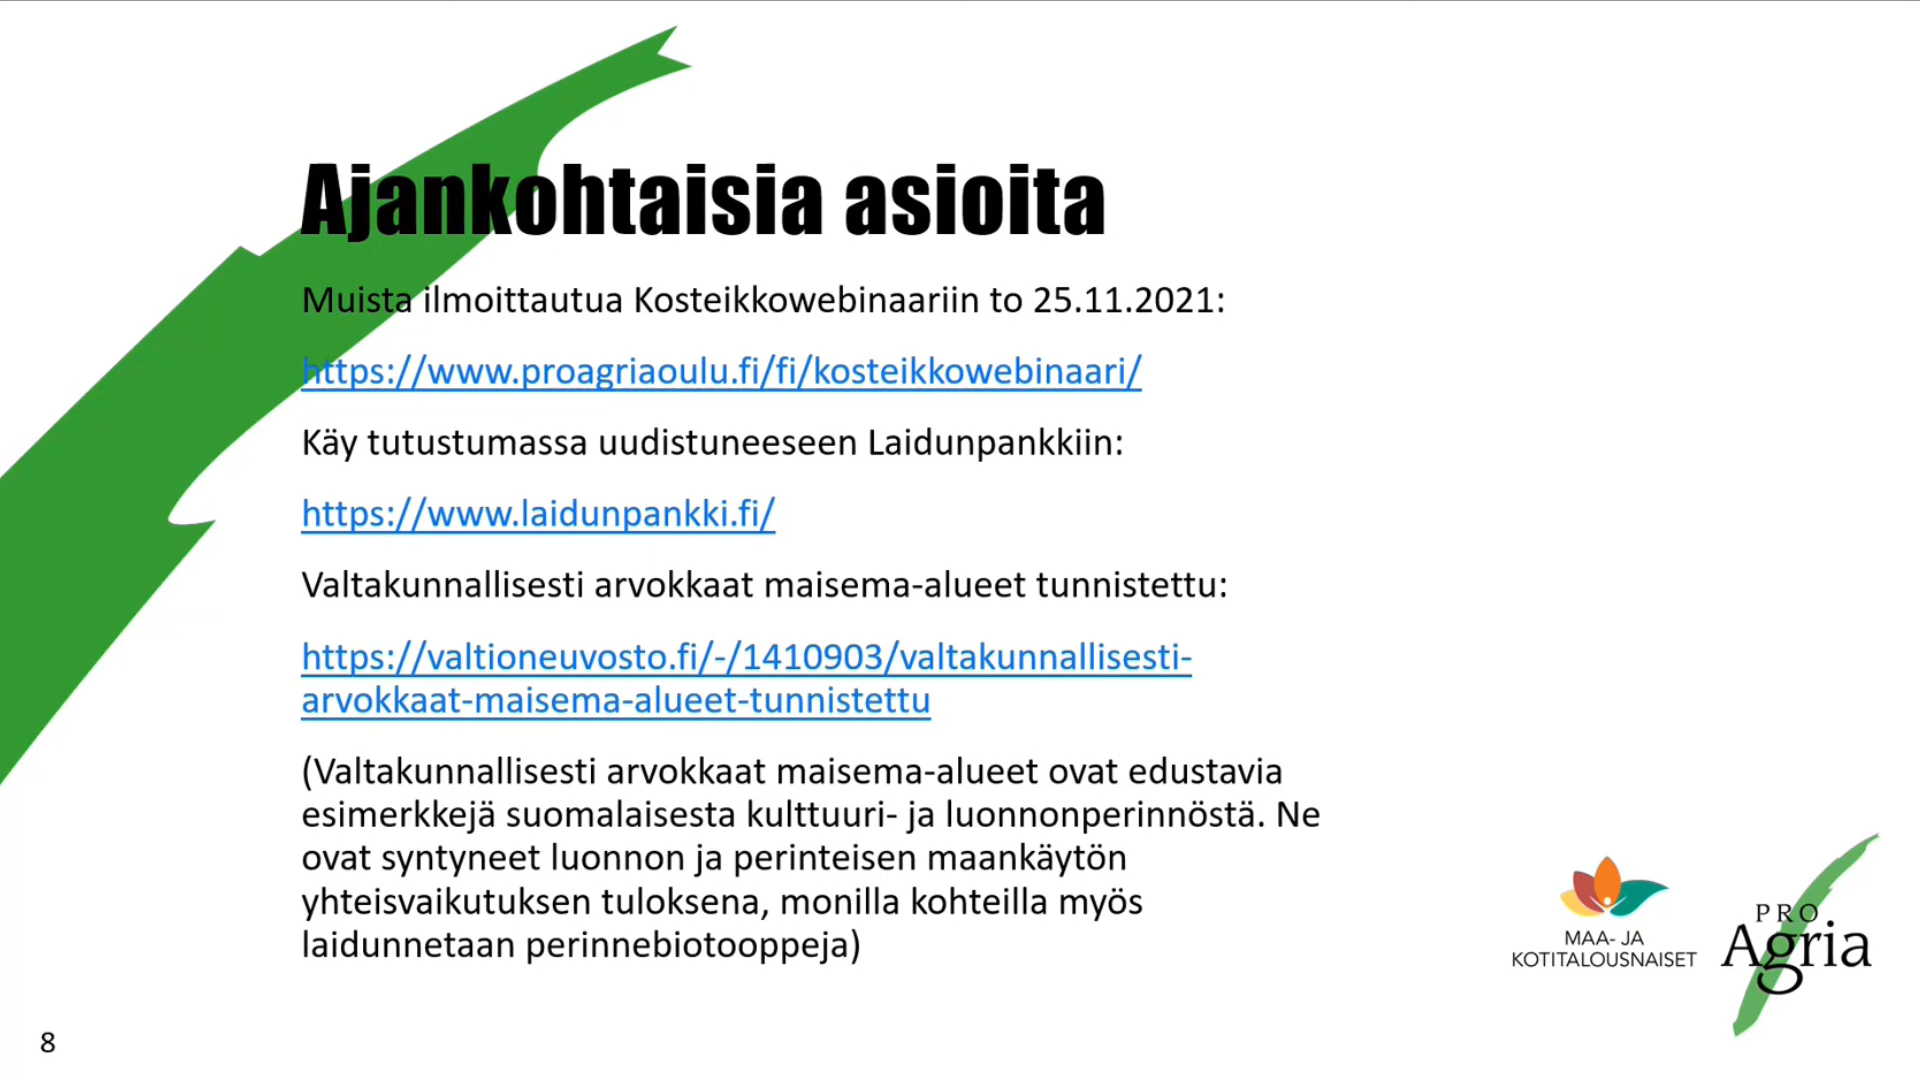 Ajankohtaisia asioita
Muista ilmoittautua Kosteikkowebinaariin to 25.11.2021:
https://www.proagriaoulu.fi/fi/kosteikkowebinaari/
Käy tutustumassa uudistuneeseen Laidunpankkiin:
https://www.laidunpankki.fi/
Valtakunnallisesti arvokkaat maisema-alueet tunnistettu:
https://valtioneuvosto.fi/-/1410903/valtakunnallisesti-
arvokkaat-maisema-alueet-tunnistettu
(Valtakunnallisesti arvokkaat maisema-alueet ovat edustavia
esimerkkejä suomalaisesta kulttuuri- ja luonnonperinnöstä. Ne
ovat syntyneet luonnon ja perinteisen maankäytön
yhteisvaikutuksen tuloksena, monilla kohteilla myös
laidunnetaan perinnebiotooppeja)
MAA- JA
KOTITALOUSNAISET
PRO
Agria
8